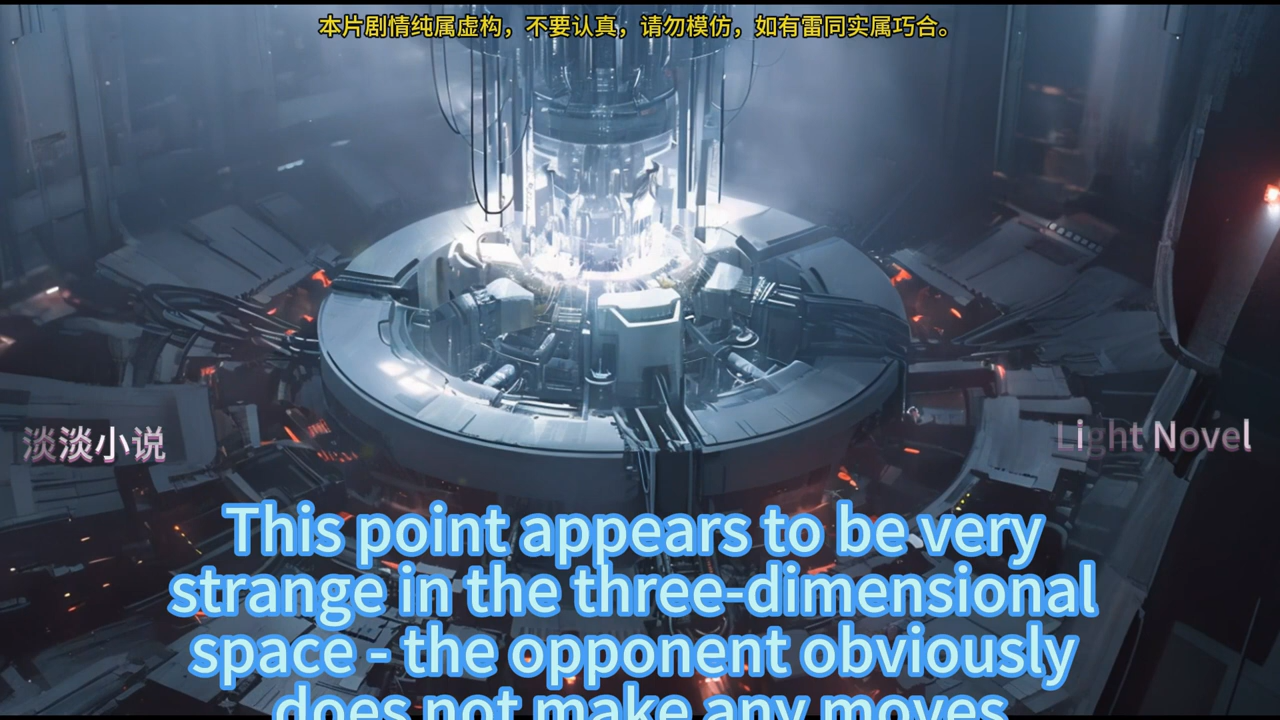 本片剧情纯属虚构，不要认真，请勿模仿，如有雷同实属巧合。
淡淡小说
Light Novel
This point appears to be very
strange in the three-dimensional
space - the opponent obviously
does not make any moves